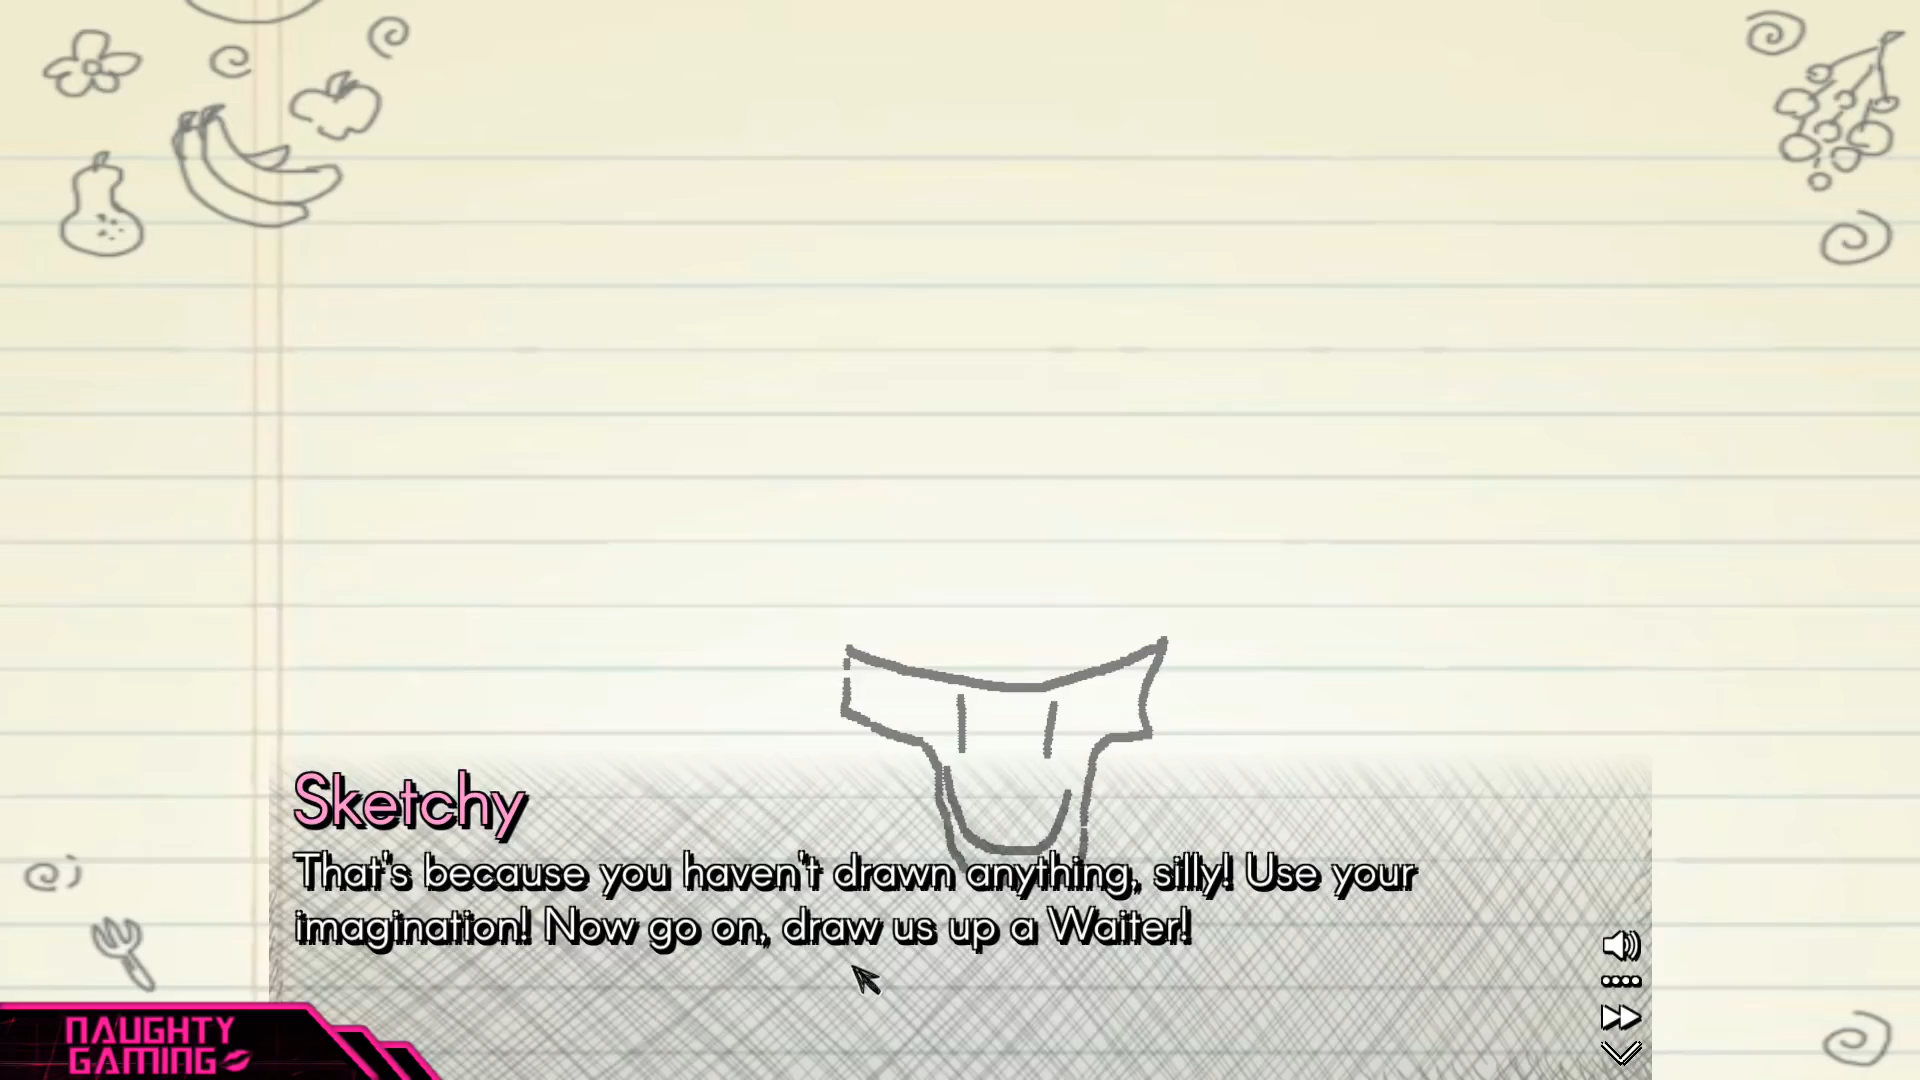 Sketchy
That's because you haven't drawn anything, silly! Use your
imagination! Now go on, draw us up a Waiter!
NAUGHTY
GAMING